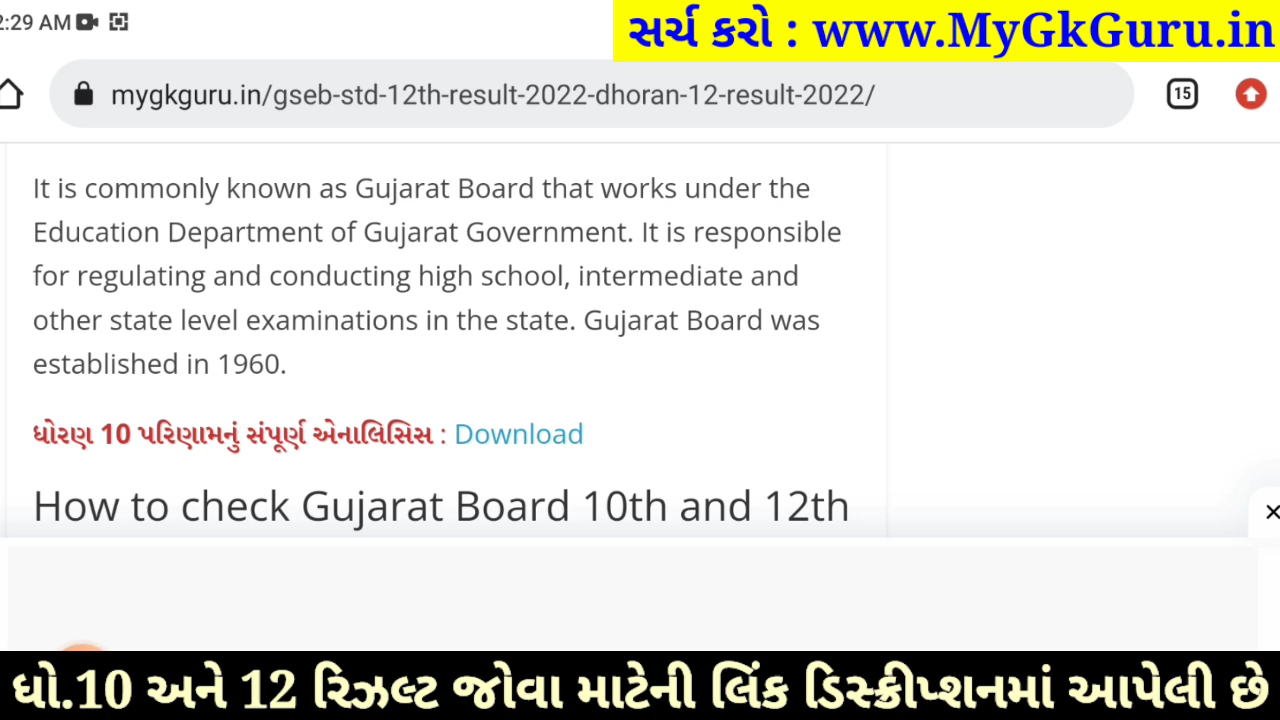 2:29 AM
સર્ચ કરો : www.MyGkGuru.in
mygkguru.in/gseb-std-12th-result-2022-dhoran-12-result-2022/
15
It is commonly known as Gujarat Board that works under the
Education Department of Gujarat Government. It is responsible
for regulating and conducting high school, intermediate and
other state level examinations in the state. Gujarat Board was
established in 1960.
ધોરણ 10 પરિણામનું સંપૂર્ણ એનાલિસિસ : Download
How to check Gujarat Board 10th and 12th
ધો.10 અને 12 રિઝલ્ટ જોવા માટેની લિંક ડિસ્ક્રીપ્શનમાં આપેલી છે